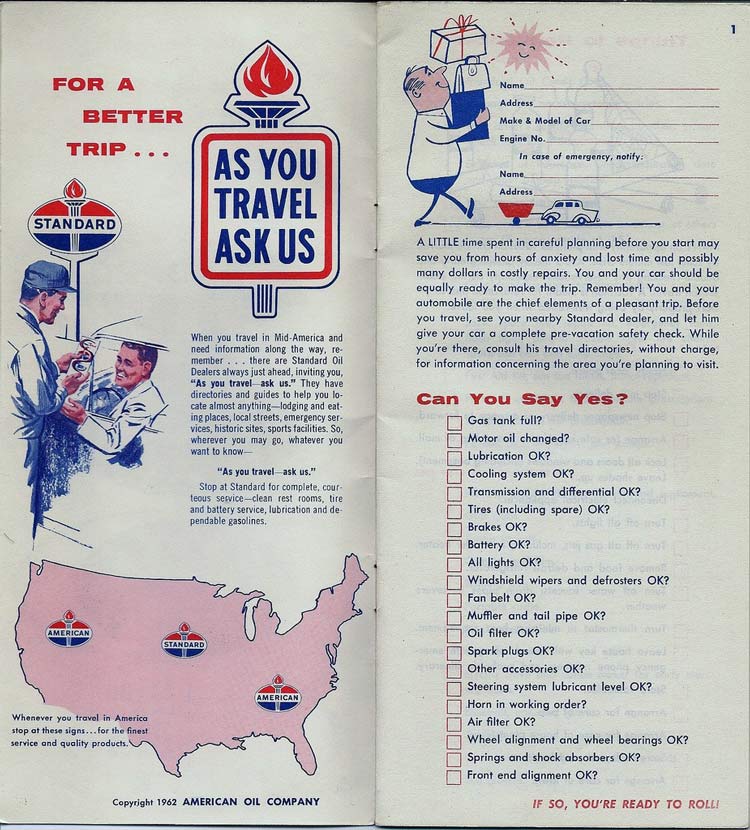 FOR A
BETTER
TRIP . . .
AS YOU
TRAVEL
ASK US
STANDARD
When you travel in Mid-America and
need information along the way, re-
member . . . there are Standard Oil
Dealers always just ahead, inviting you,
"As you travel—ask us." They have
directories and guides to help you lo-
cate almost anything—lodging and eat-
ing places, local streets, emergency ser-
vices, historic sites, sports facilities. So,
wherever you may go, whatever you
want to know—
"As you travel—ask us."
Stop at Standard for complete, cour-
teous service—clean rest rooms, tire
and battery service, lubrication and de-
pendable gasolines.
AMERICAN
STANDARD
AMERICAN
Whenever you travel in America
stop at these signs...for the finest
service and quality products.
Copyright 1962 AMERICAN OIL COMPANY
1
Name
Address
Make & Model of Car
Engine No.
In case of emergency, notify:
Name
Address
A LITTLE time spent in careful planning before you start may
save you from hours of anxiety and lost time and possibly
many dollars in costly repairs. You and your car should be
equally ready to make the trip. Remember! You and your
automobile are the chief elements of a pleasant trip. Before
you travel, see your nearby Standard dealer, and let him
give your car a complete pre-vacation safety check. While
you're there, consult his travel directories, without charge,
for information concerning the area you're planning to visit.
Can You Say Yes?
Gas tank full?
Motor oil changed?
Lubrication OK?
Cooling system OK?
Transmission and differential OK?
Tires (including spare) OK?
Brakes OK?
Battery OK?
All lights OK?
Windshield wipers and defrosters OK?
Fan belt OK?
Muffler and tail pipe OK?
Oil filter OK?
Spark plugs OK?
Other accessories OK?
Steering system lubricant level OK?
Horn in working order?
Air filter OK?
Wheel alignment and wheel bearings OK?
Springs and shock absorbers OK?
Front end alignment OK?
IF SO, YOU'RE READY TO ROLL!